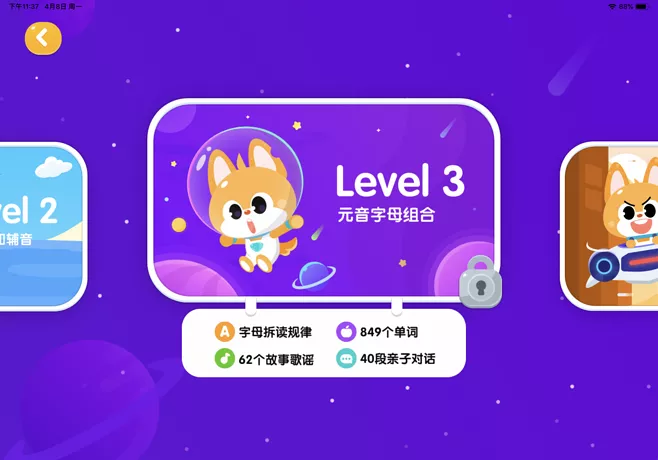 下午11:37 4月8日 周一
68%
vel 2
和辅音
Level 3
元音字母组合
A 字母拆读规律
849个单词
62个故事歌谣
40段亲子对话